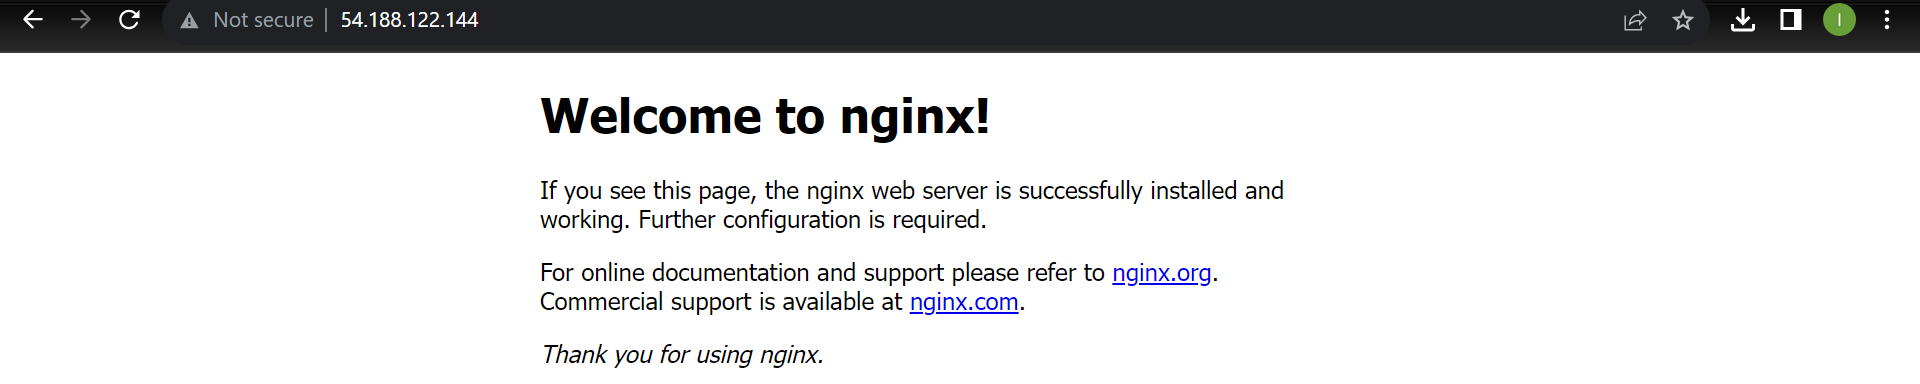 Not secure | 54.188.122.144
I
Welcome to nginx!
If you see this page, the nginx web server is successfully installed and
working. Further configuration is required.
For online documentation and support please refer to nginx.org.
Commercial support is available at nginx.com.
Thank you for using nginx.